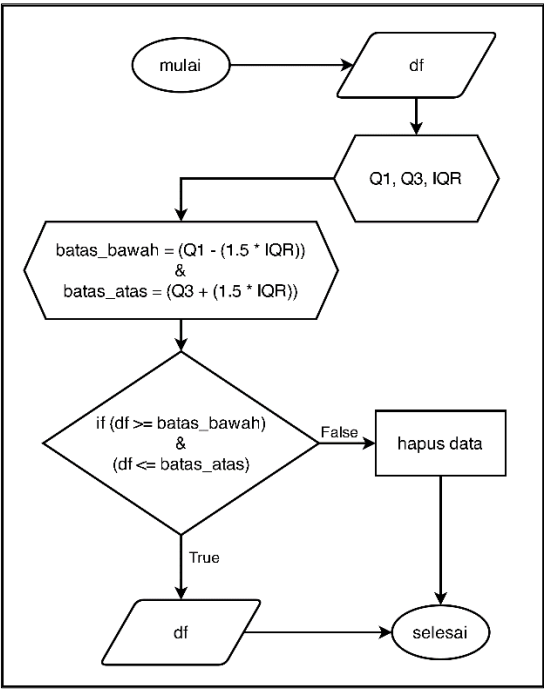 mulai
df
Q1, Q3, IQR
batas_bawah = (Q1 - (1.5 * IQR))
&
batas_atas = (Q3 + (1.5 * IQR))
if (df >= batas_bawah)
&
(df <= batas_atas)
False
hapus data
True
df
selesai